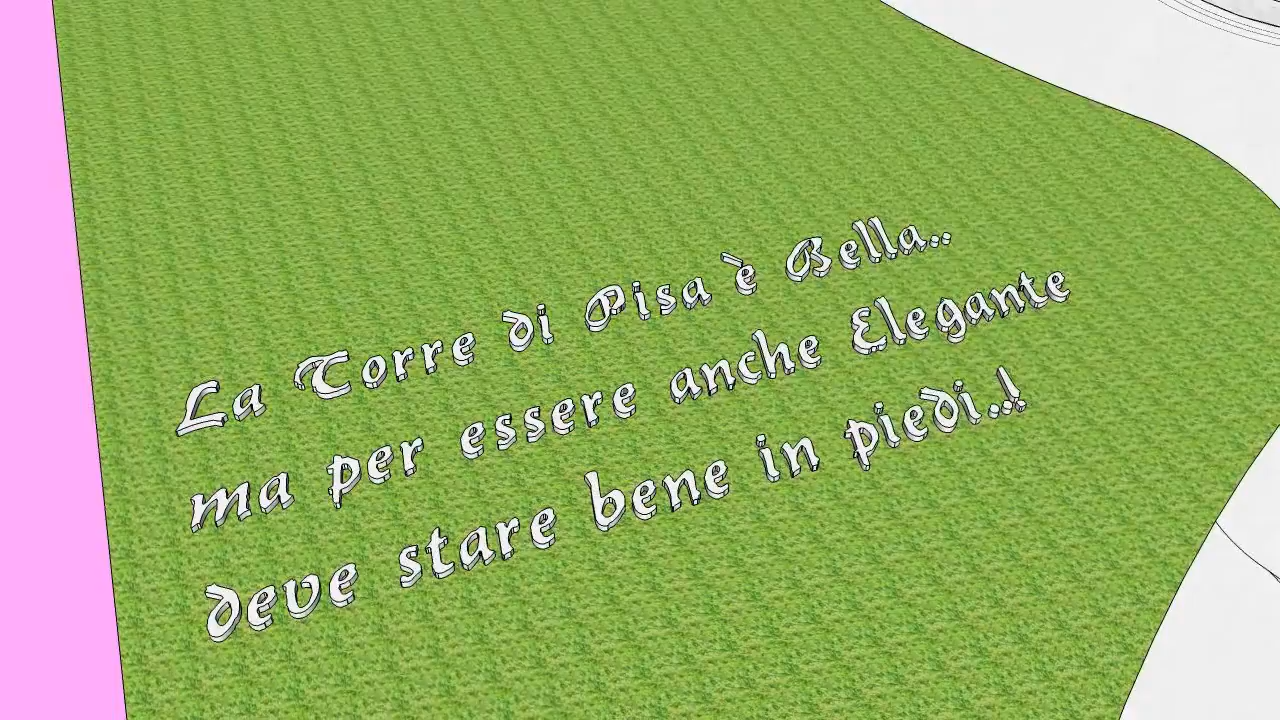 La Torre di Pisa è Bella..
ma per essere anche Elegante
deve stare bene in piedi..!